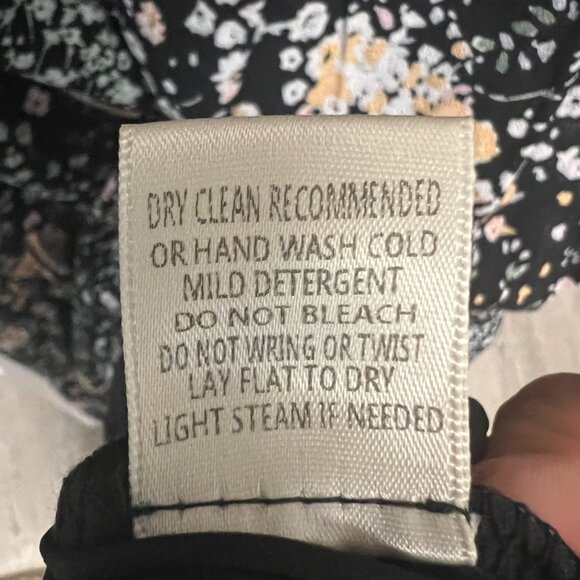 DRY CLEAN RECOMMENDED
OR HAND WASH COLD
MILD DETERGENT
DO NOT BLEACH
DO NOT WRING OR TWIST
LAY FLAT TO DRY
LIGHT STEAM IF NEEDED